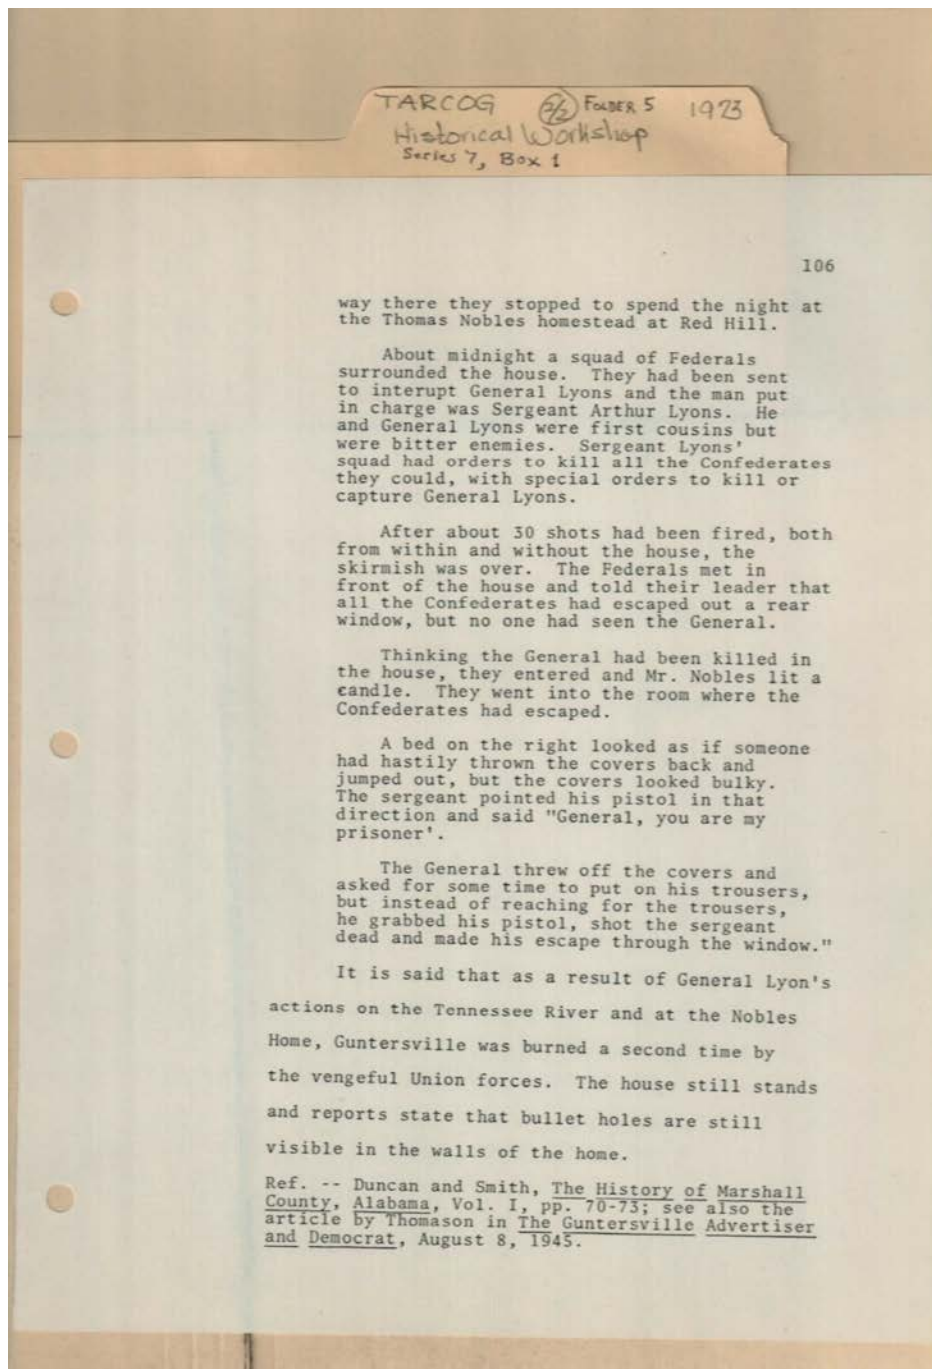 TARCOG 2/2 FOLDER 5 1973
Historical Workshop
Series 7, Box 1
106
way there they stopped to spend the night at
the Thomas Nobles homestead at Red Hill.
About midnight a squad of Federals
surrounded the house. They had been sent
to interupt General Lyons and the man put
in charge was Sergeant Arthur Lyons. He
and General Lyons were first cousins but
were bitter enemies. Sergeant Lyons'
squad had orders to kill all the Confederates
they could, with special orders to kill or
capture General Lyons.
After about 30 shots had been fired, both
from within and without the house, the
skirmish was over. The Federals met in
front of the house and told their leader that
all the Confederates had escaped out a rear
window, but no one had seen the General.
Thinking the General had been killed in
the house, they entered and Mr. Nobles lit a
candle. They went into the room where the
Confederates had escaped.
A bed on the right looked as if someone
had hastily thrown the covers back and
jumped out, but the covers looked bulky.
The sergeant pointed his pistol in that
direction and said "General, you are my
prisoner'.
The General threw off the covers and
asked for some time to put on his trousers,
but instead of reaching for the trousers,
he grabbed his pistol, shot the sergeant
dead and made his escape through the window."
It is said that as a result of General Lyon's
actions on the Tennessee River and at the Nobles
Home, Guntersville was burned a second time by
the vengeful Union forces. The house still stands
and reports state that bullet holes are still
visible in the walls of the home.
Ref. -- Duncan and Smith, The History of Marshall
County, Alabama, Vol. I, pp. 70-73; see also the
article by Thomason in The Guntersville Advertiser
and Democrat, August 8, 1945.